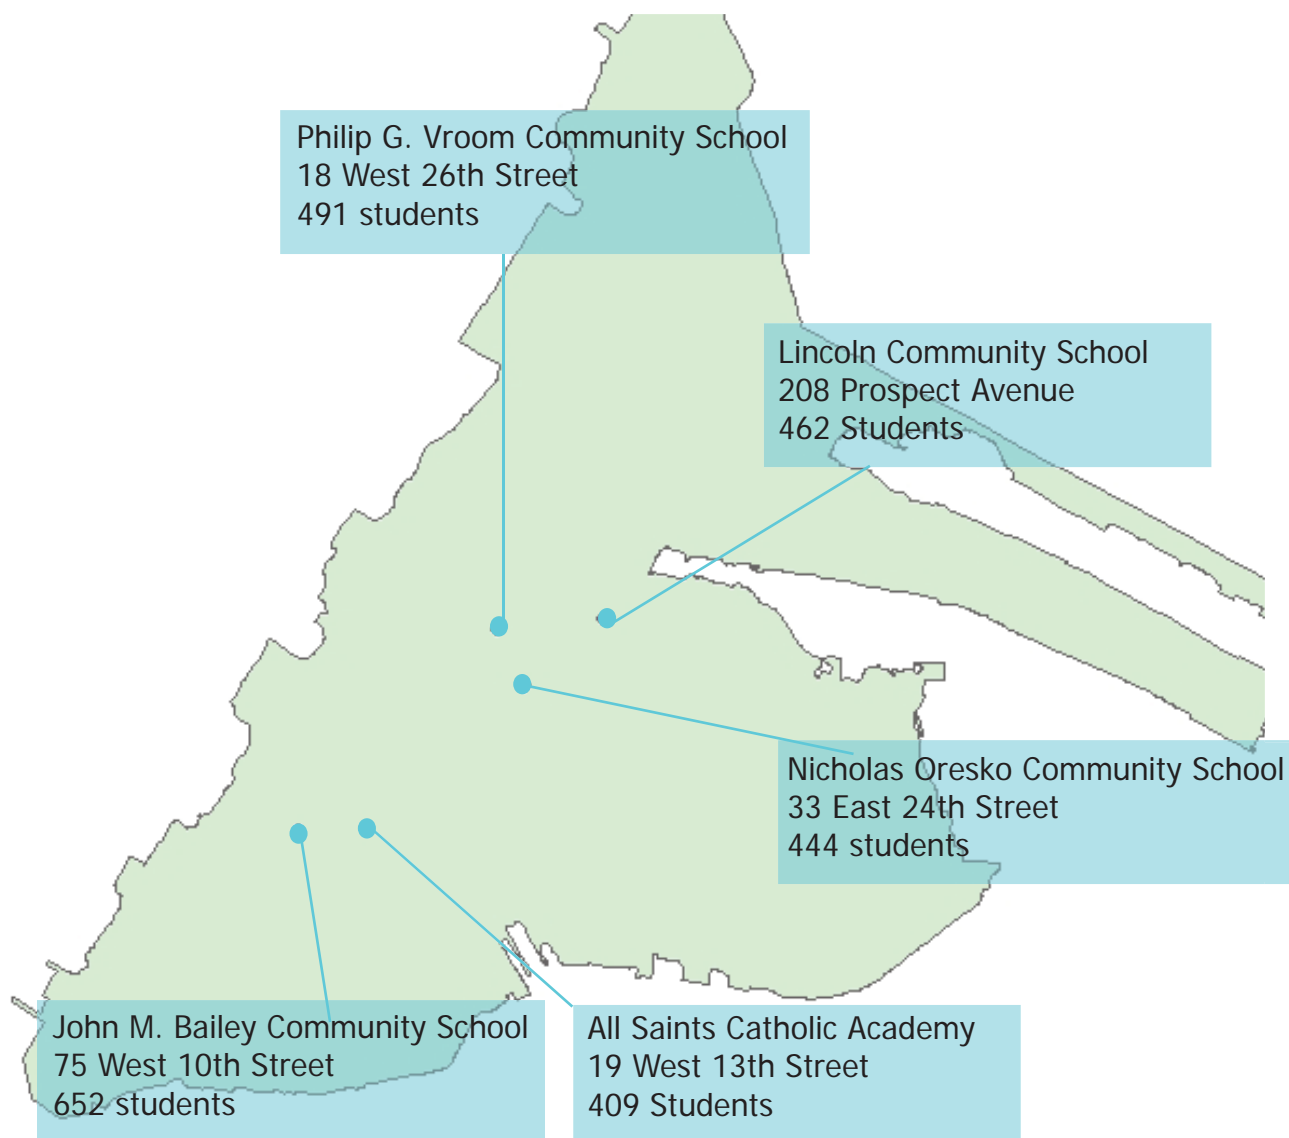 Philip G. Vroom Community School
18 West 26th Street
491 students
Lincoln Community School
208 Prospect Avenue
462 Students
Nicholas Oresko Community School
33 East 24th Street
444 students
John M. Bailey Community School
75 West 10th Street
652 students
All Saints Catholic Academy
19 West 13th Street
409 Students